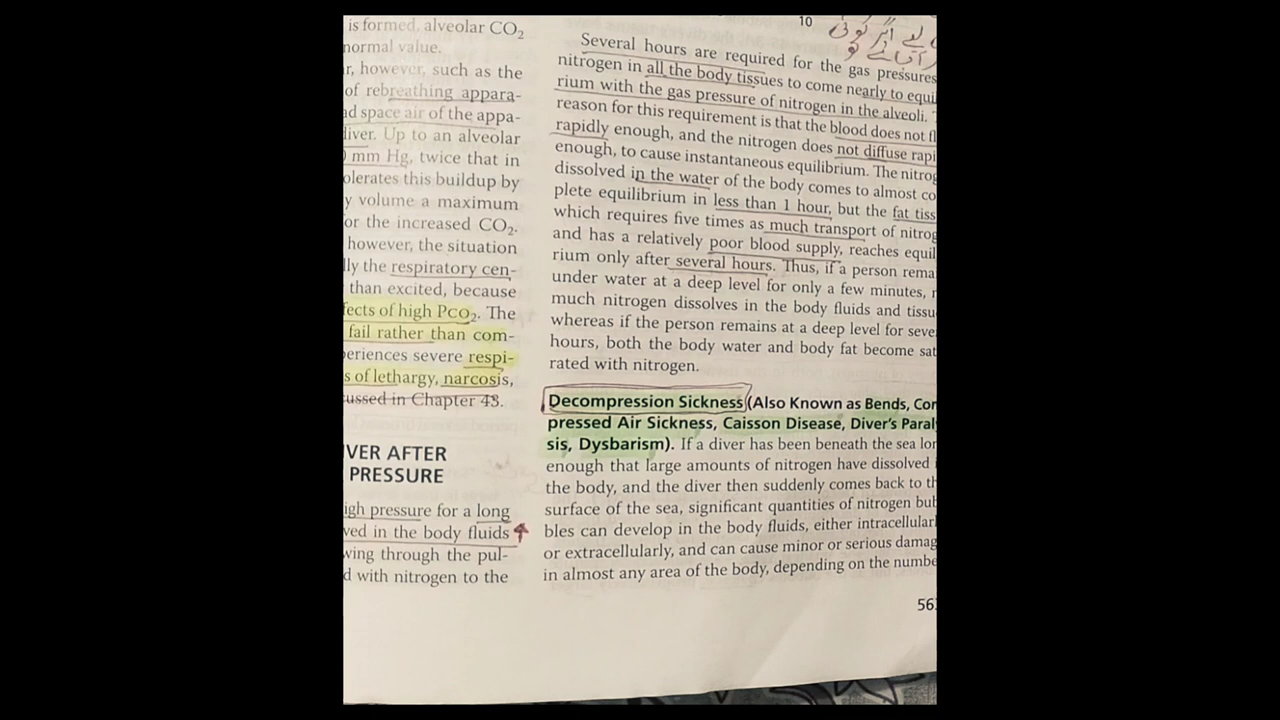 is formed, alveolar CO₂
normal value.
r, however, such as the
of rebreathing appara-
ad space air of the appa-
diver. Up to an alveolar
mm Hg, twice that in
olerates this buildup by
y volume a maximum
or the increased CO₂.
however, the situation
lly the respiratory cen-
than excited, because
fects of high PCO₂. The
fail rather than com-
periences severe respi-
s of lethargy, narcosis,
cussed in Chapter 43.
VER AFTER
PRESSURE
igh pressure for a long
ved in the body fluids
wing through the pul-
d with nitrogen to the
10
Several hours are required for the gas pressures
nitrogen in all the body tissues to come nearly to equi
rium with the gas pressure of nitrogen in the alveoli.
reason for this requirement is that the blood does not fl
rapidly enough, and the nitrogen does not diffuse rapi
enough, to cause instantaneous equilibrium. The nitrog
dissolved in the water of the body comes to almost co
plete equilibrium in less than 1 hour, but the fat tiss
which requires five times as much transport of nitrog
and has a relatively poor blood supply, reaches equil
rium only after several hours. Thus, if a person rema
under water at a deep level for only a few minutes, n
much nitrogen dissolves in the body fluids and tissu
whereas if the person remains at a deep level for seve
hours, both the body water and body fat become sat
rated with nitrogen.
Decompression Sickness (Also Known as Bends, Com
pressed Air Sickness, Caisson Disease, Diver's Paral
sis, Dysbarism). If a diver has been beneath the sea lon
enough that large amounts of nitrogen have dissolved i
the body, and the diver then suddenly comes back to th
surface of the sea, significant quantities of nitrogen bub
bles can develop in the body fluids, either intracellularl
or extracellularly, and can cause minor or serious damag
in almost any area of the body, depending on the numbe
56